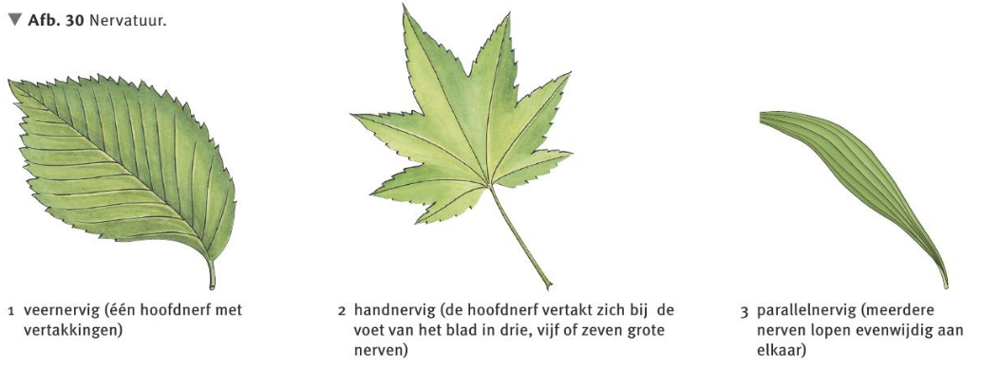 ▼ Afb. 30 Nervatuur.
1 veernervig (één hoofdnerf met
vertakkingen)
2 handnervig (de hoofdnerf vertakt zich bij de
voet van het blad in drie, vijf of zeven grote
nerven)
3 parallelnervig (meerdere
nerven lopen evenwijdig aan
elkaar)